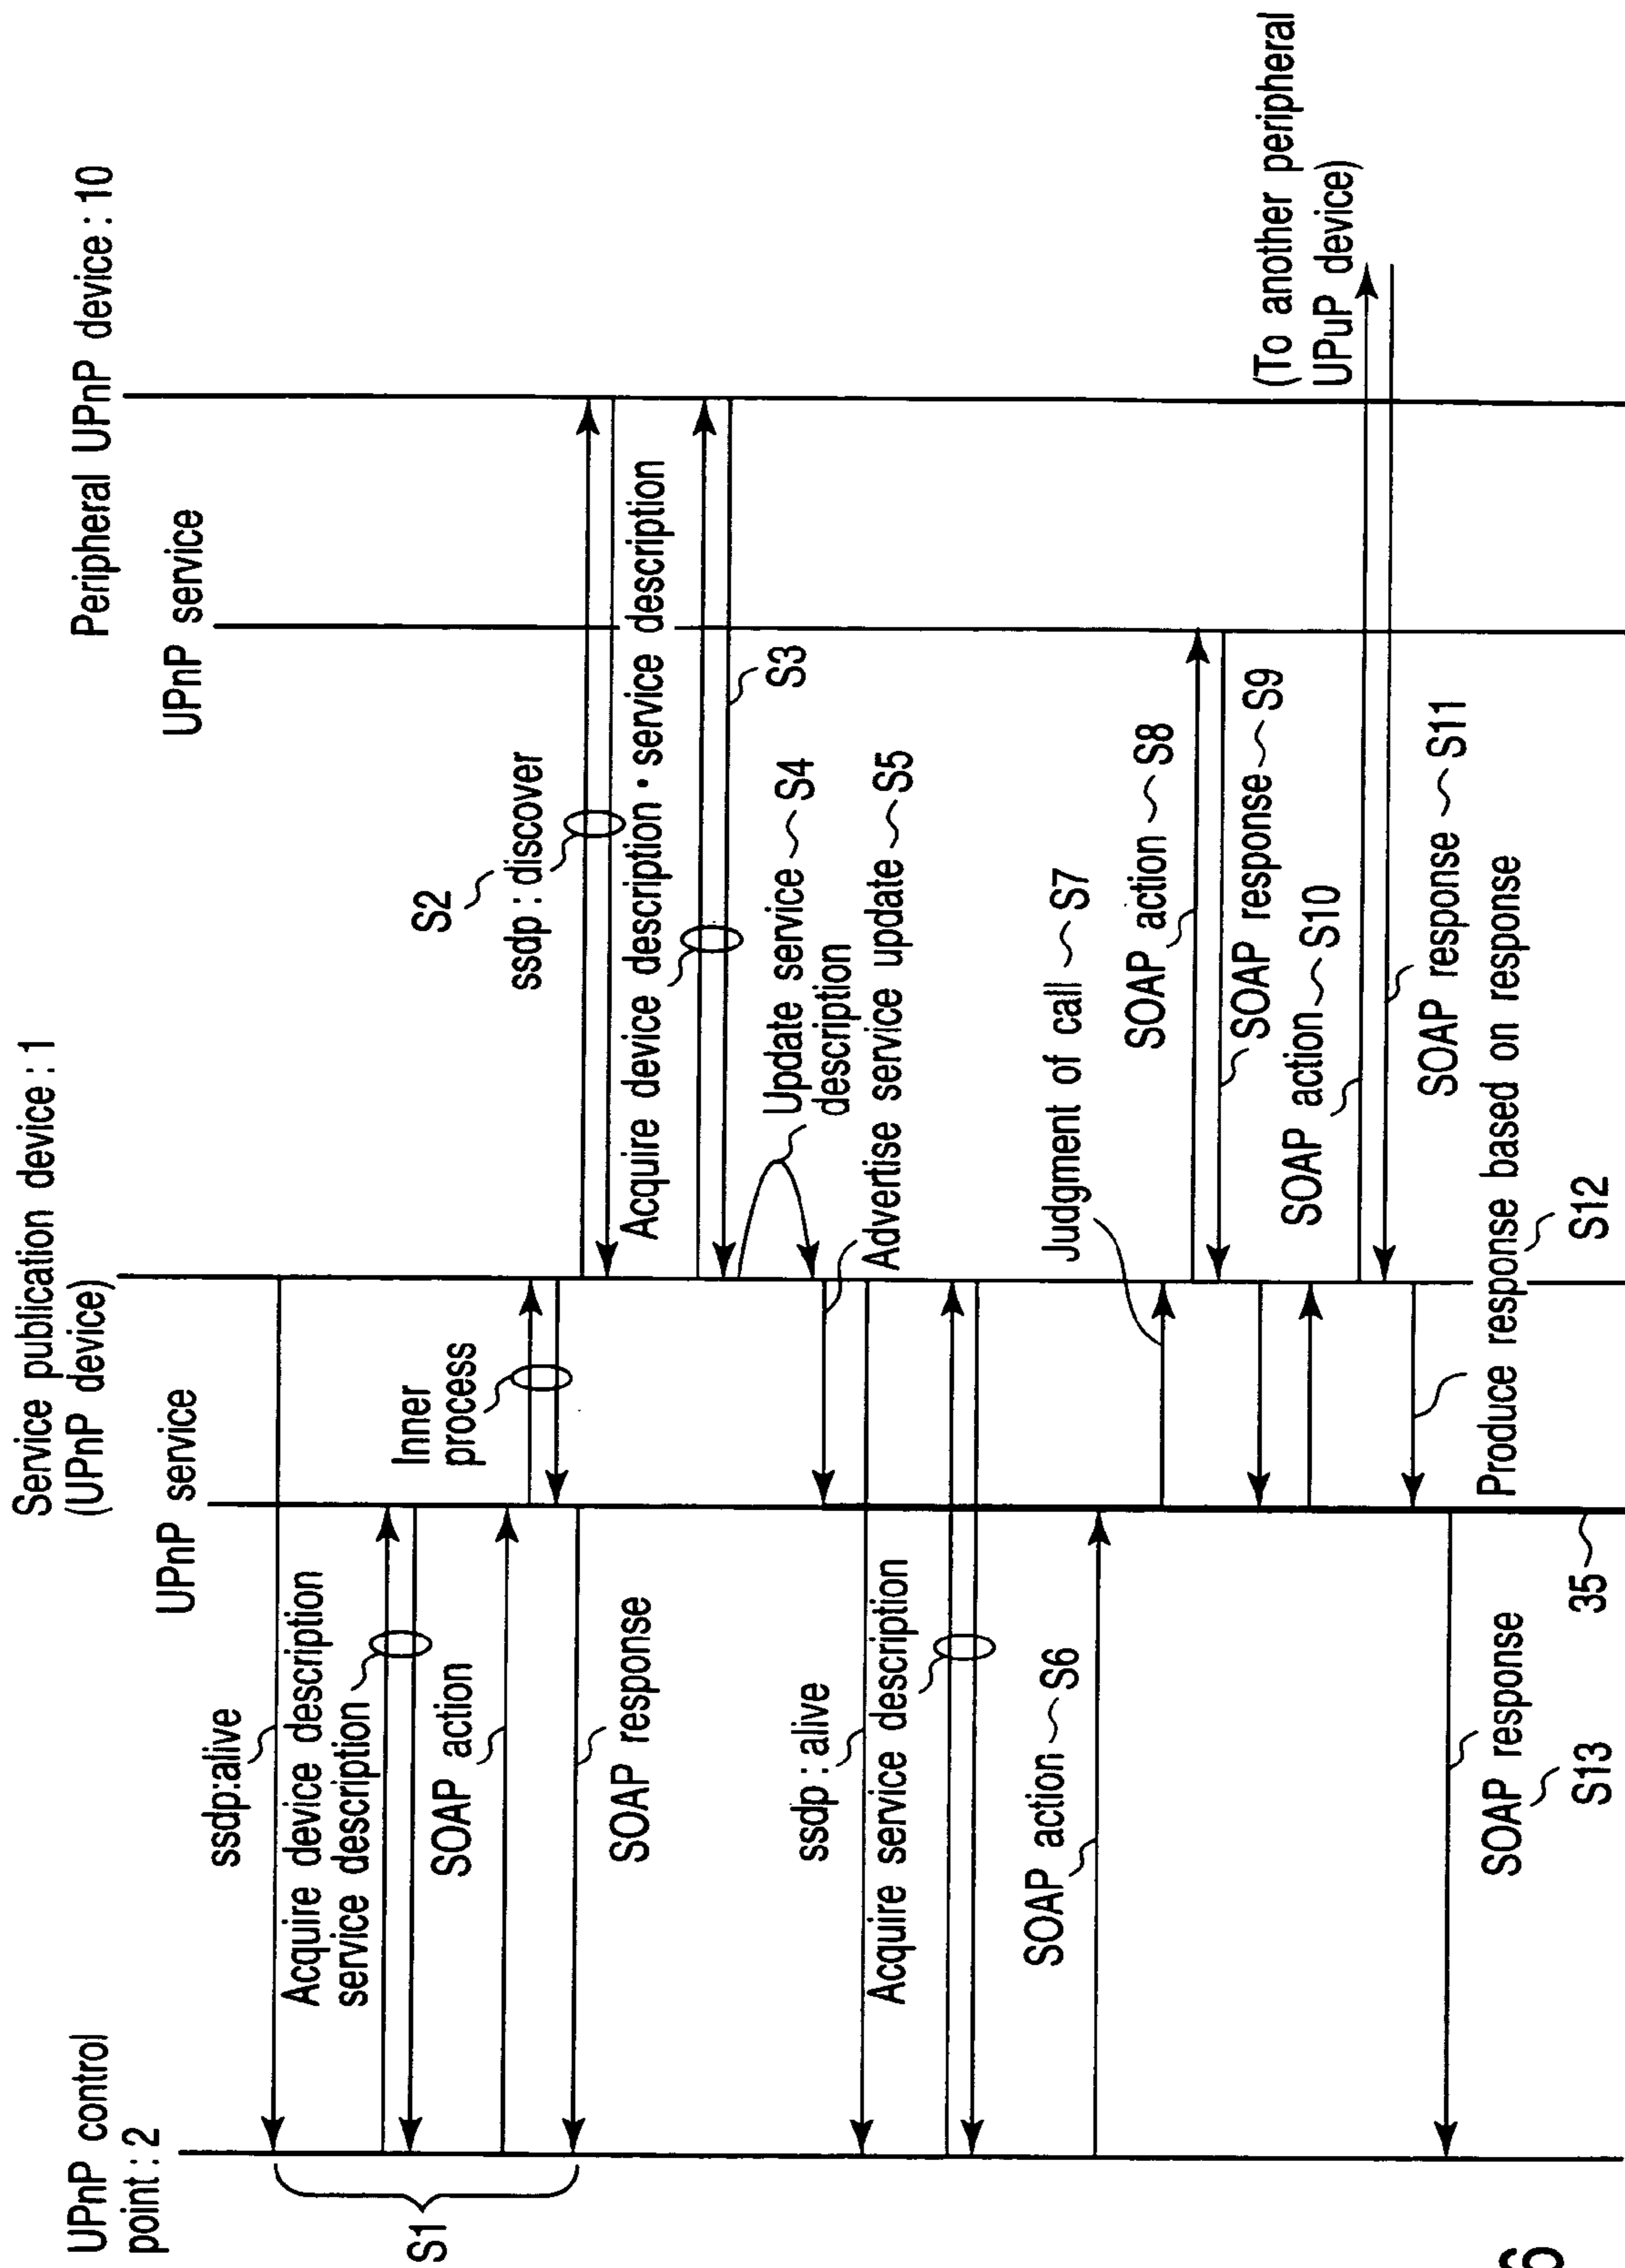 UPnP control
point : 2
Service publication device : 1
(UPnP device)
UPnP service
Peripheral UPnP device : 10
UPnP service
S1
ssdp:alive
Acquire device description
service description
SOAP action
SOAP response
Inner
process
S2
ssdp : discover
Acquire device description · service description
S3
Update service ~ S4
description
Advertise service update ~ S5
ssdp : alive
Acquire service description
SOAP action ~ S6
Judgment of call ~ S7
SOAP action ~ S8
SOAP response ~ S9
SOAP action ~ S10
(To another peripheral
UPuP device)
SOAP response ~ S11
Produce response based on response
S12
SOAP response
S13
35
6